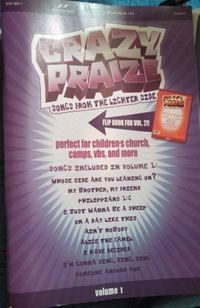 CRAZY
PRAIZE
SONGS FROM THE LIGHTER SIDE
FLIP BOOK FOR VOL. 2!!
perfect for children's church,
camps, vbs, and more
SONGS INCLUDED IN VOLUME 1:
WHOSE SIDE ARE YOU LEANING ON?
MY BROTHER, MY FRIEND
PHILIPPIANS 1:6
I JUST WANNA BE A SHEEP
ON A DAY LIKE THIS
AIN'T NOBODY
ALICE THE CAMEL
I HAVE DECIDED
I'M GONNA SING, SING, SING
SOMEONE AROUND YOU
volume 1